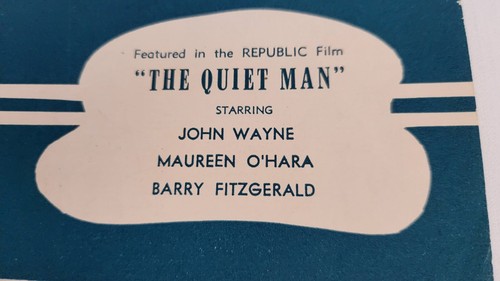 Featured in the REPUBLIC Film
"THE QUIET MAN"
STARRING
JOHN WAYNE
MAUREEN O'HARA
BARRY FITZGERALD